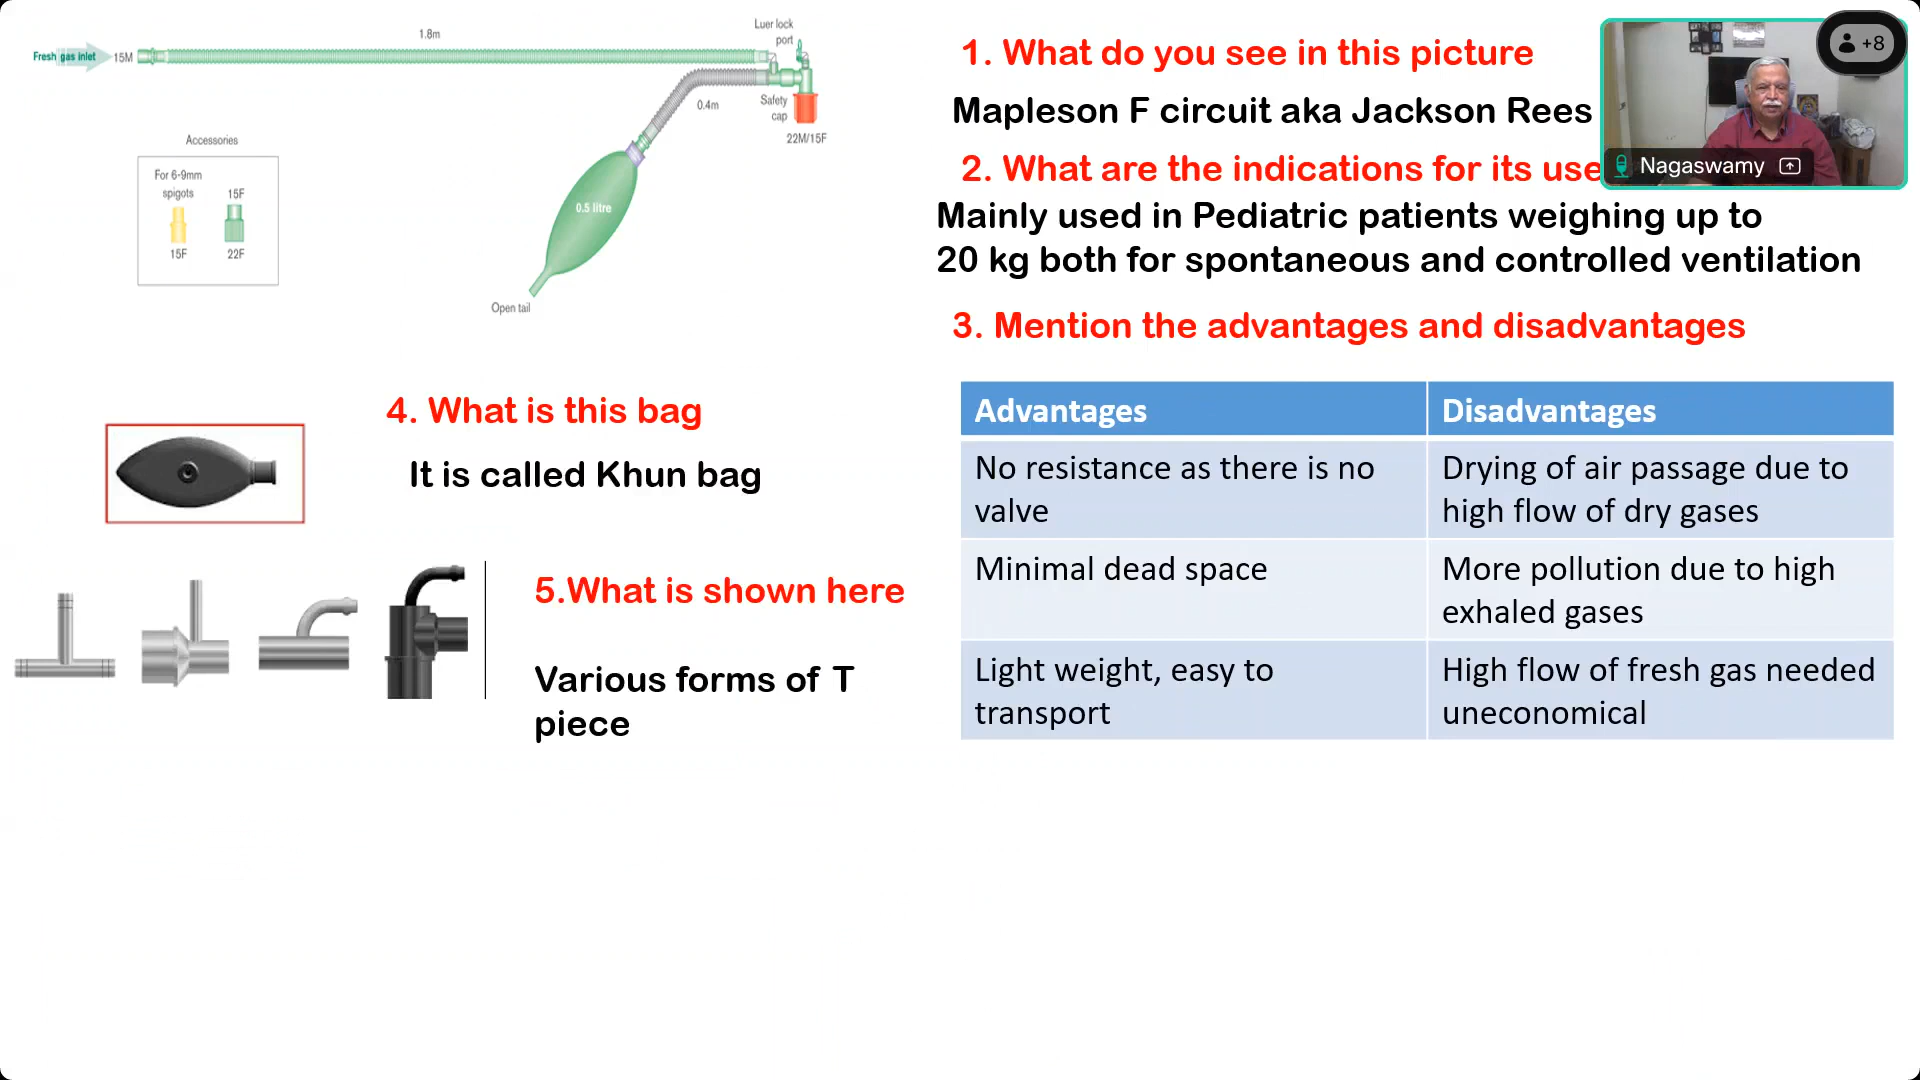 Luer lock
port
1.8m
Fresh gas inlet
15M
0.4m
Safety
cap
22M/15F
Accessories
For 6-9mm
spigots
15F
15F
22F
0.5 litre
Open tail
1. What do you see in this picture
Mapleson F circuit aka Jackson Rees
2. What are the indications for its use
Mainly used in Pediatric patients weighing up to
20 kg both for spontaneous and controlled ventilation
3. Mention the advantages and disadvantages
Advantages
Disadvantages
No resistance as there is no
valve
Drying of air passage due to
high flow of dry gases
Minimal dead space
More pollution due to high
exhaled gases
Light weight, easy to
transport
High flow of fresh gas needed
uneconomical
4. What is this bag
It is called Khun bag
5.What is shown here
Various forms of T
piece
+8
Nagaswamy